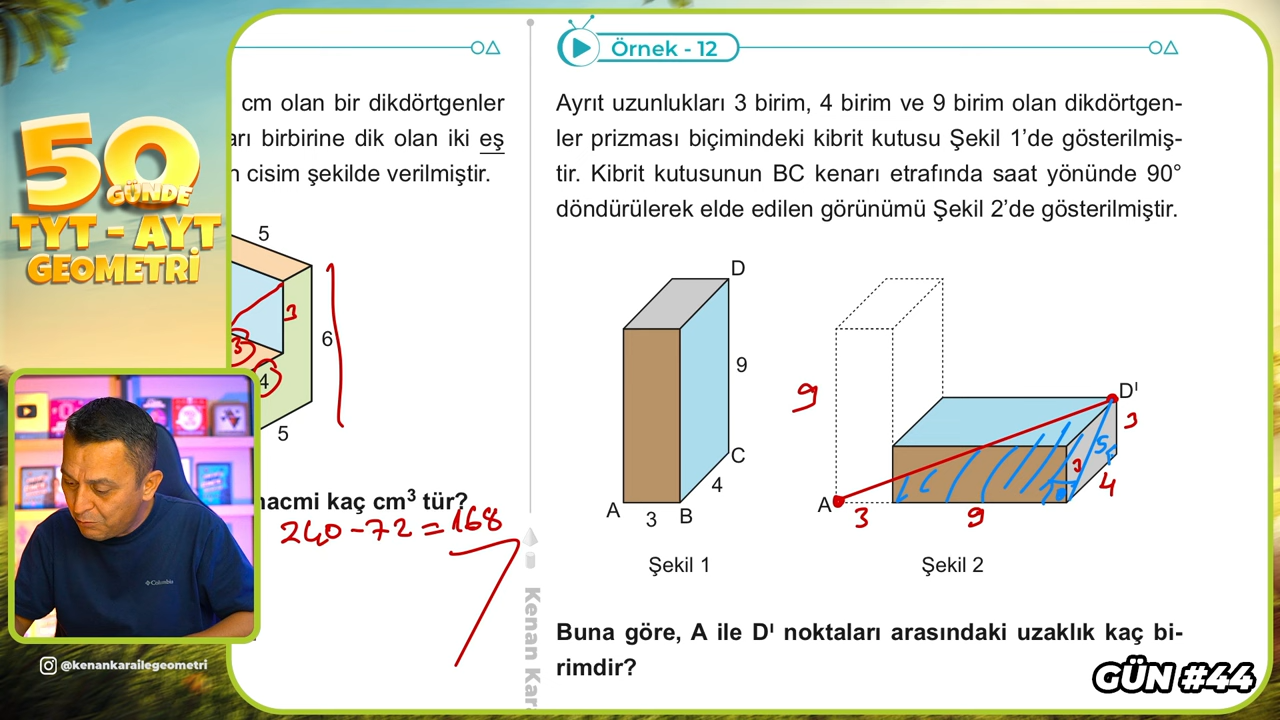 50
GÜNDE
TYT - AYT
GEOMETRİ
@kenankarailegeometri
cm olan bir dikdörtgenler
arı birbirine dik olan iki eş
n cisim şekilde verilmiştir.
5
3
6
3
4
5
hacmi kaç cm³ tür?
240-72=168
Kenan Kar
Örnek - 12
Ayrıt uzunlukları 3 birim, 4 birim ve 9 birim olan dikdörtgen-
ler prizması biçimindeki kibrit kutusu Şekil 1'de gösterilmiş-
tir. Kibrit kutusunun BC kenarı etrafında saat yönünde 90°
döndürülerek elde edilen görünümü Şekil 2'de gösterilmiştir.
D
9
C
4
A
3
B
Şekil 1
9
A
3
9
D'
3
3
5
4
Şekil 2
Buna göre, A ile D' noktaları arasındaki uzaklık kaç bi-
rimdir?
GÜN #44